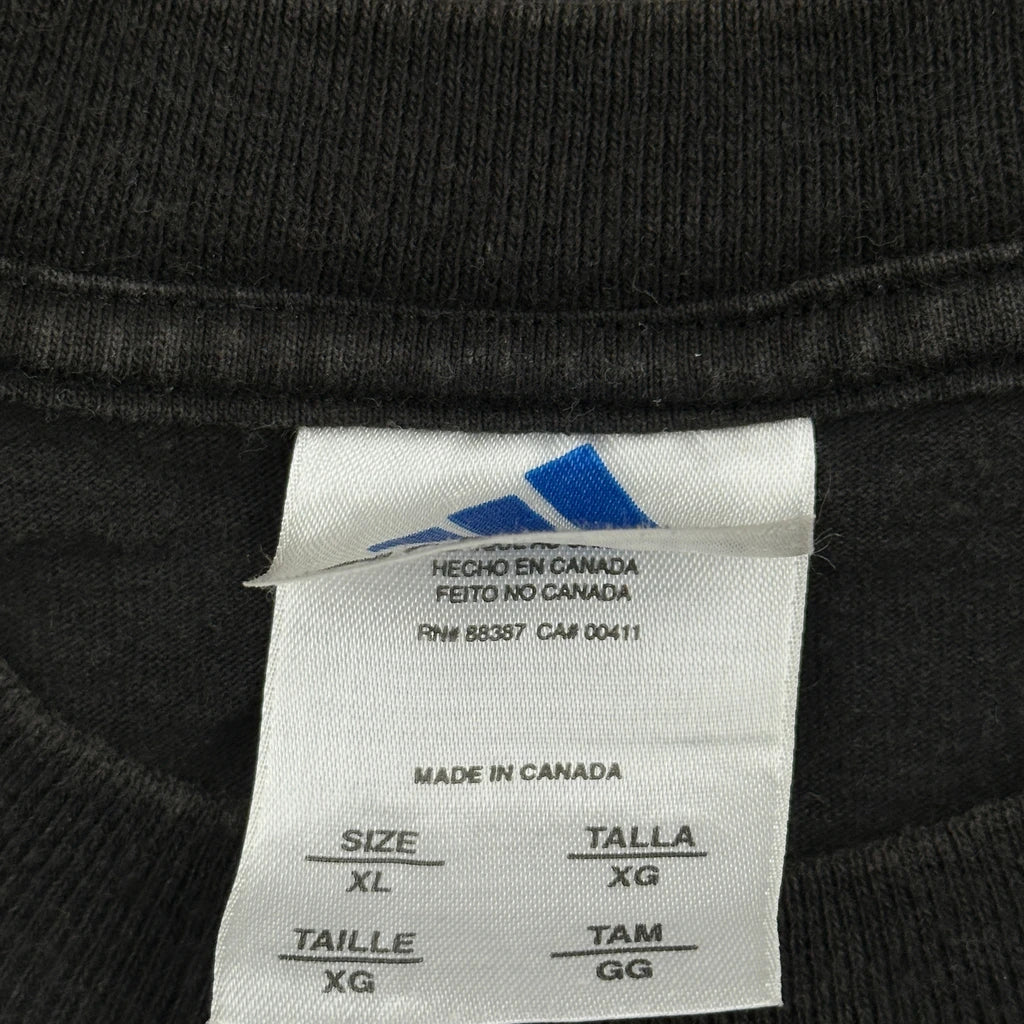 HECHO EN CANADA
FEITO NO CANADA
RN# 88387 CA# 00411
MADE IN CANADA
SIZE
XL
TALLA
XG
TAILLE
XG
TAM
GG